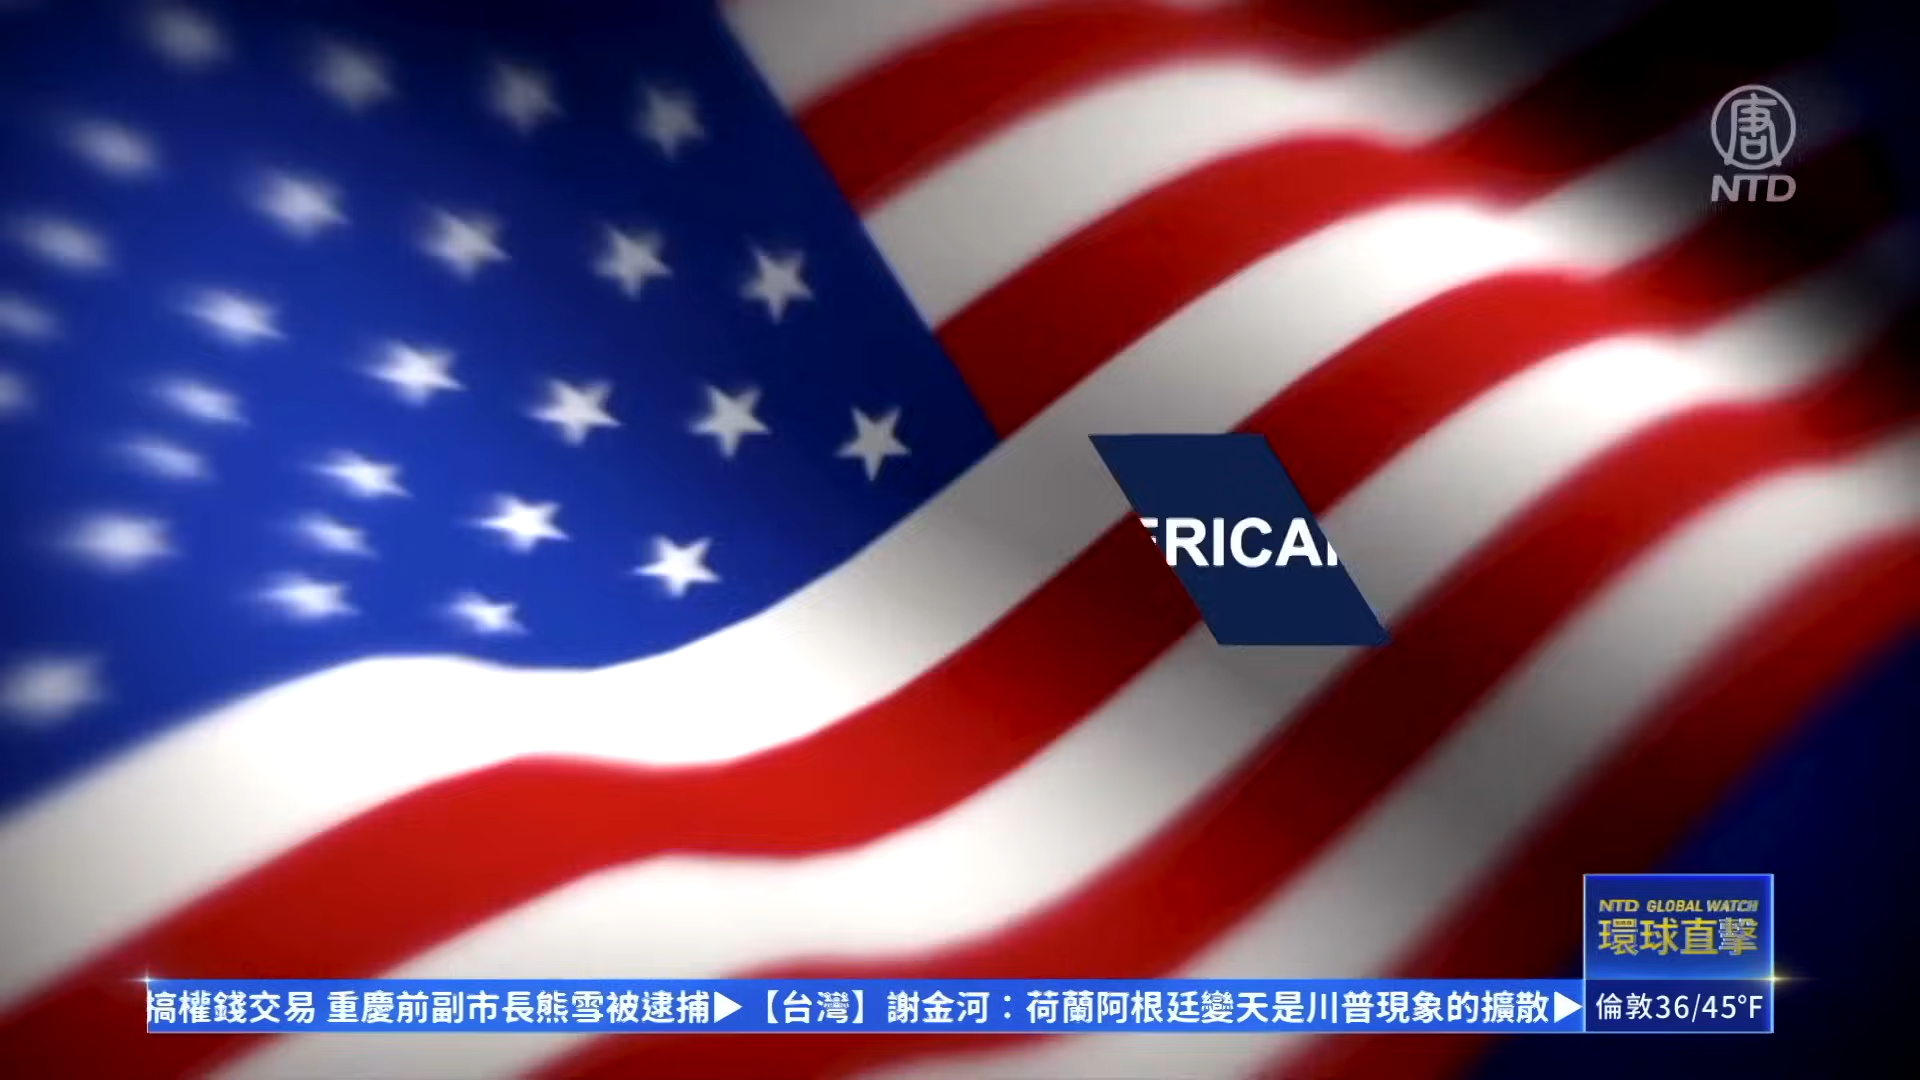 唐
NTD
ERICA
NTD GLOBAL WATCH
環球直擊
搞權錢交易 重慶前副市長熊雪被逮捕▶【台灣】謝金河:荷蘭阿根廷變天是川普現象的擴散▶
倫敦36/45°F